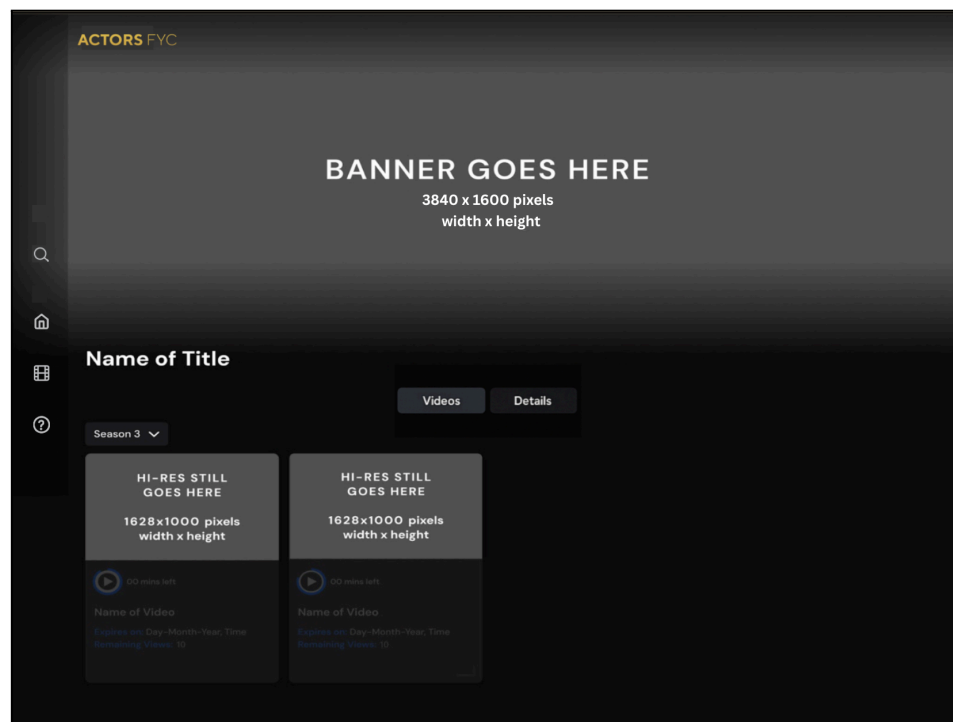 ACTORS FYC
BANNER GOES HERE
3840 x 1600 pixels
width x height
Name of Title
Videos
Details
Season 3
HI-RES STILL
GOES HERE
1628x1000 pixels
width x height
00 mins left
Name of Video
Expires on: Day-Month-Year, Time
Remaining Views: 10
HI-RES STILL
GOES HERE
1628x1000 pixels
width x height
00 mins left
Name of Video
Expires on: Day-Month-Year, Time
Remaining Views: 10